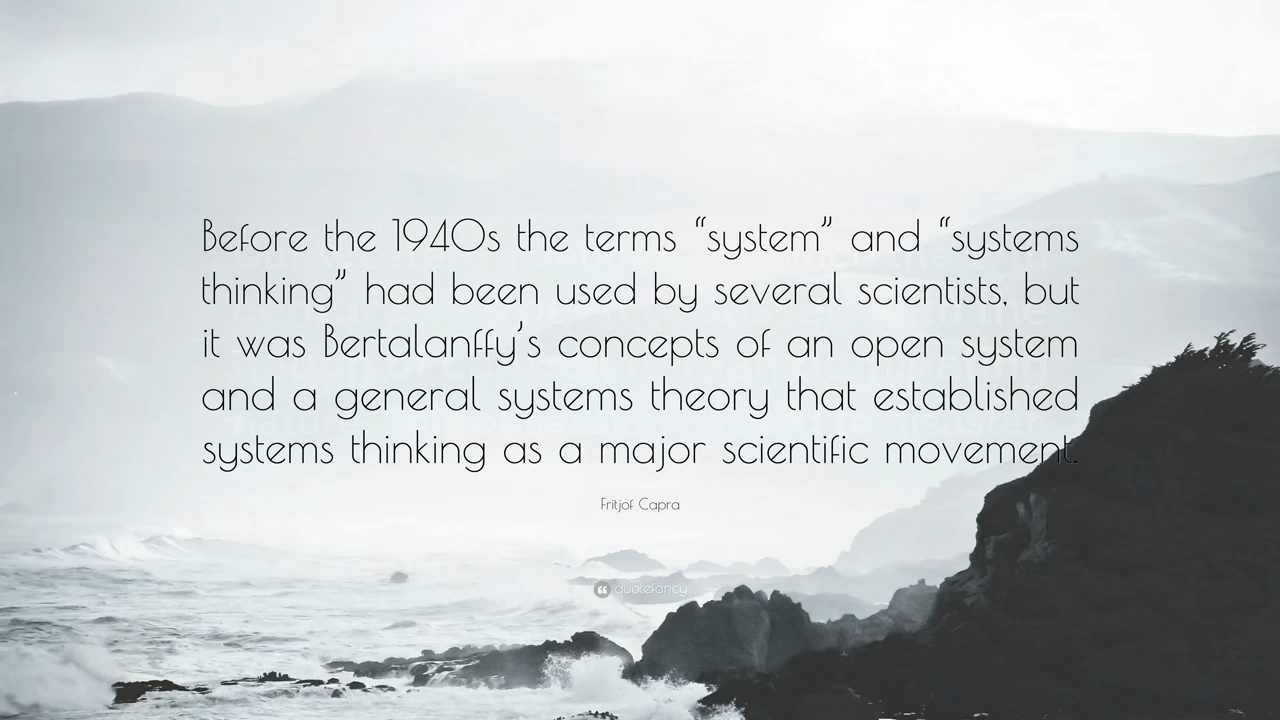 Before the 1940s the terms “system” and “systems
thinking” had been used by several scientists, but
it was Bertalanffy’s concepts of an open system
and a general systems theory that established
systems thinking as a major scientific movement.
Fritjof Capra
quotefancy